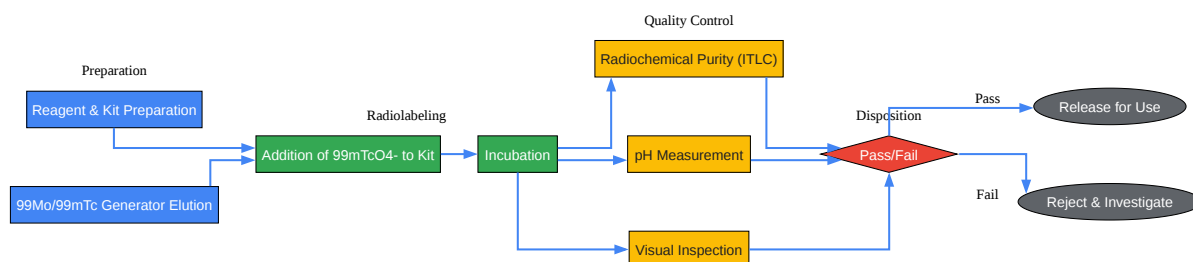 Quality Control
Radiochemical Purity (ITLC)
Preparation
Reagent & Kit Preparation
Radiolabeling
Disposition
Pass
Release for Use
Addition of 99mTcO4- to Kit
Incubation
pH Measurement
Pass/Fail
99Mo/99mTc Generator Elution
Fail
Reject & Investigate
Visual Inspection